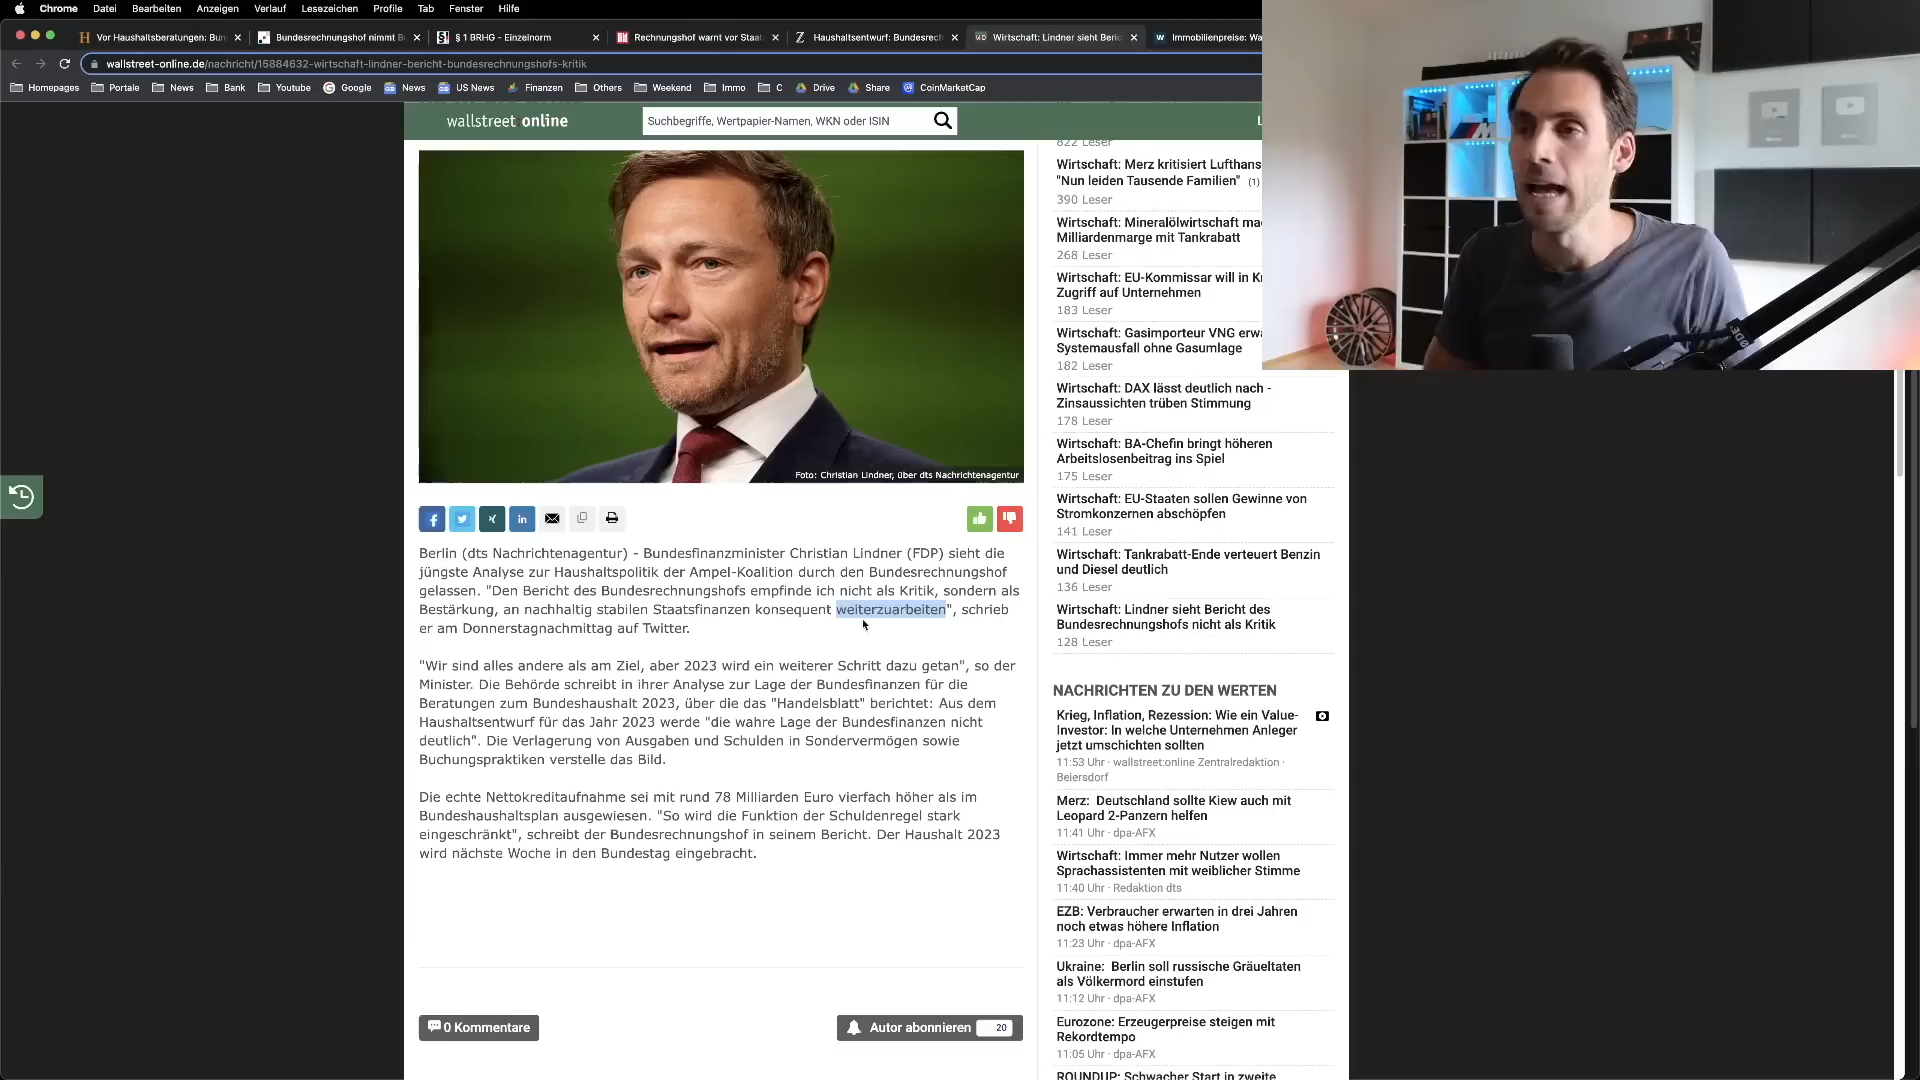 Chrome Datei Bearbeiten Anzeigen Verlauf Lesezeichen Profile Tab Fenster Hilfe
Vor Haushaltsberatungen: Bun
Bundesrechnungshof nimmt B
§ 1 BRHG - Einzelnorm
Rechnungshof warnt vor Staat
Haushaltsentwurf: Bundesrech
Wirtschaft: Lindner sieht Beric
Immobilienpreise: Wa
wallstreet-online.de/nachricht/15884632-wirtschaft-lindner-bericht-bundesrechnungshofs-kritik
Homepages Portale News Bank Youtube Google News US News Finanzen Others Weekend Immo C Drive Share CoinMarketCap
wallstreet online
Suchbegriffe, Wertpapier-Namen, WKN oder ISIN
L
Foto: Christian Lindner, über dts Nachrichtenagentur
Berlin (dts Nachrichtenagentur) - Bundesfinanzminister Christian Lindner (FDP) sieht die
jüngste Analyse zur Haushaltspolitik der Ampel-Koalition durch den Bundesrechnungshof
gelassen. "Den Bericht des Bundesrechnungshofs empfinde ich nicht als Kritik, sondern als
Bestärkung, an nachhaltig stabilen Staatsfinanzen konsequent weiterzuarbeiten", schrieb
er am Donnerstagnachmittag auf Twitter.
"Wir sind alles andere als am Ziel, aber 2023 wird ein weiterer Schritt dazu getan", so der
Minister. Die Behörde schreibt in ihrer Analyse zur Lage der Bundesfinanzen für die
Beratungen zum Bundeshaushalt 2023, über die das "Handelsblatt" berichtet: Aus dem
Haushaltsentwurf für das Jahr 2023 werde "die wahre Lage der Bundesfinanzen nicht
deutlich". Die Verlagerung von Ausgaben und Schulden in Sondervermögen sowie
Buchungspraktiken verstelle das Bild.
Die echte Nettokreditaufnahme sei mit rund 78 Milliarden Euro vierfach höher als im
Bundeshaushaltsplan ausgewiesen. "So wird die Funktion der Schuldenregel stark
eingeschränkt", schreibt der Bundesrechnungshof in seinem Bericht. Der Haushalt 2023
wird nächste Woche in den Bundestag eingebracht.
0 Kommentare
Autor abonnieren 20
822 Leser
Wirtschaft: Merz kritisiert Lufthans
"Nun leiden Tausende Familien" (1)
390 Leser
Wirtschaft: Mineralölwirtschaft ma
Milliardenmarge mit Tankrabatt
268 Leser
Wirtschaft: EU-Kommissar will in Kr
Zugriff auf Unternehmen
183 Leser
Wirtschaft: Gasimporteur VNG erwa
Systemausfall ohne Gasumlage
182 Leser
Wirtschaft: DAX lässt deutlich nach -
Zinsaussichten trüben Stimmung
178 Leser
Wirtschaft: BA-Chefin bringt höheren
Arbeitslosenbeitrag ins Spiel
175 Leser
Wirtschaft: EU-Staaten sollen Gewinne von
Stromkonzernen abschöpfen
141 Leser
Wirtschaft: Tankrabatt-Ende verteuert Benzin
und Diesel deutlich
136 Leser
Wirtschaft: Lindner sieht Bericht des
Bundesrechnungshofs nicht als Kritik
128 Leser
NACHRICHTEN ZU DEN WERTEN
Krieg, Inflation, Rezession: Wie ein Value-
Investor: In welche Unternehmen Anleger
jetzt umschichten sollten
11:53 Uhr · wallstreet:online Zentralredaktion ·
Beiersdorf
Merz: Deutschland sollte Kiew auch mit
Leopard 2-Panzern helfen
11:41 Uhr · dpa-AFX
Wirtschaft: Immer mehr Nutzer wollen
Sprachassistenten mit weiblicher Stimme
11:40 Uhr · Redaktion dts
EZB: Verbraucher erwarten in drei Jahren
noch etwas höhere Inflation
11:23 Uhr · dpa-AFX
Ukraine: Berlin soll russische Gräueltaten
als Völkermord einstufen
11:12 Uhr · dpa-AFX
Eurozone: Erzeugerpreise steigen mit
Rekordtempo
11:05 Uhr · dpa-AFX
ROUNDUP: Schwacher Start in zweite